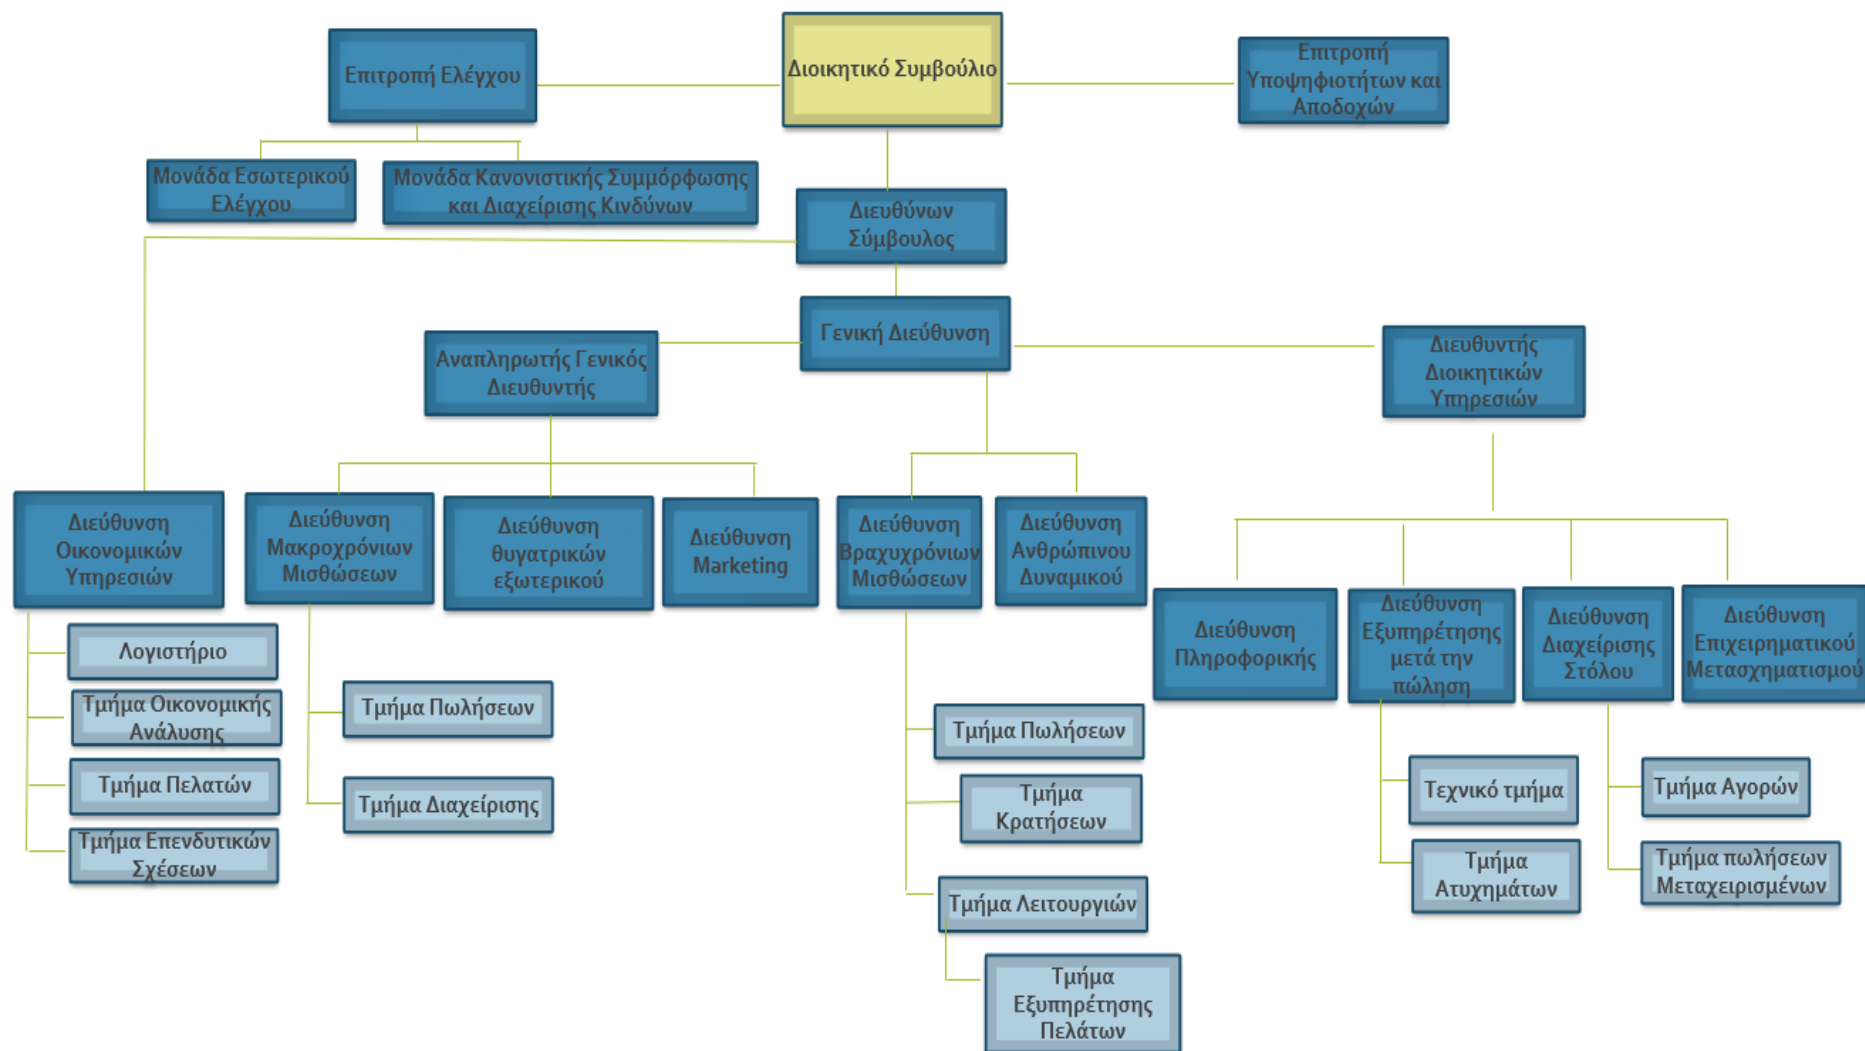 Διοικητικό Συμβούλιο
Επιτροπή Ελέγχου
Επιτροπή
Υποψηφιοτήτων και
Αποδοχών
Μονάδα Εσωτερικού
Ελέγχου
Μονάδα Κανονιστικής Συμμόρφωσης
και Διαχείρισης Κινδύνων
Διευθύνων
Σύμβουλος
Γενική Διεύθυνση
Αναπληρωτής Γενικός
Διευθυντής
Διευθυντής
Διοικητικών
Υπηρεσιών
Διεύθυνση
Οικονομικών
Υπηρεσιών
Διεύθυνση
Μακροχρόνιων
Μισθώσεων
Διεύθυνση
θυγατρικών
εξωτερικού
Διεύθυνση
Marketing
Διεύθυνση
Βραχυχρόνιων
Μισθώσεων
Διεύθυνση
Ανθρώπινου
Δυναμικού
Διεύθυνση
Πληροφορικής
Διεύθυνση
Εξυπηρέτησης
μετά την
πώληση
Διεύθυνση
Διαχείρισης
Στόλου
Διεύθυνση
Επιχειρηματικού
Μετασχηματισμού
Λογιστήριο
Τμήμα Οικονομικής
Ανάλυσης
Τμήμα Πελατών
Τμήμα Επενδυτικών
Σχέσεων
Τμήμα Πωλήσεων
Τμήμα Διαχείρισης
Τμήμα Πωλήσεων
Τμήμα
Κρατήσεων
Τμήμα Λειτουργιών
Τμήμα
Εξυπηρέτησης
Πελάτων
Τεχνικό τμήμα
Τμήμα
Ατυχημάτων
Τμήμα Αγορών
Τμήμα πωλήσεων
Μεταχειρισμένων